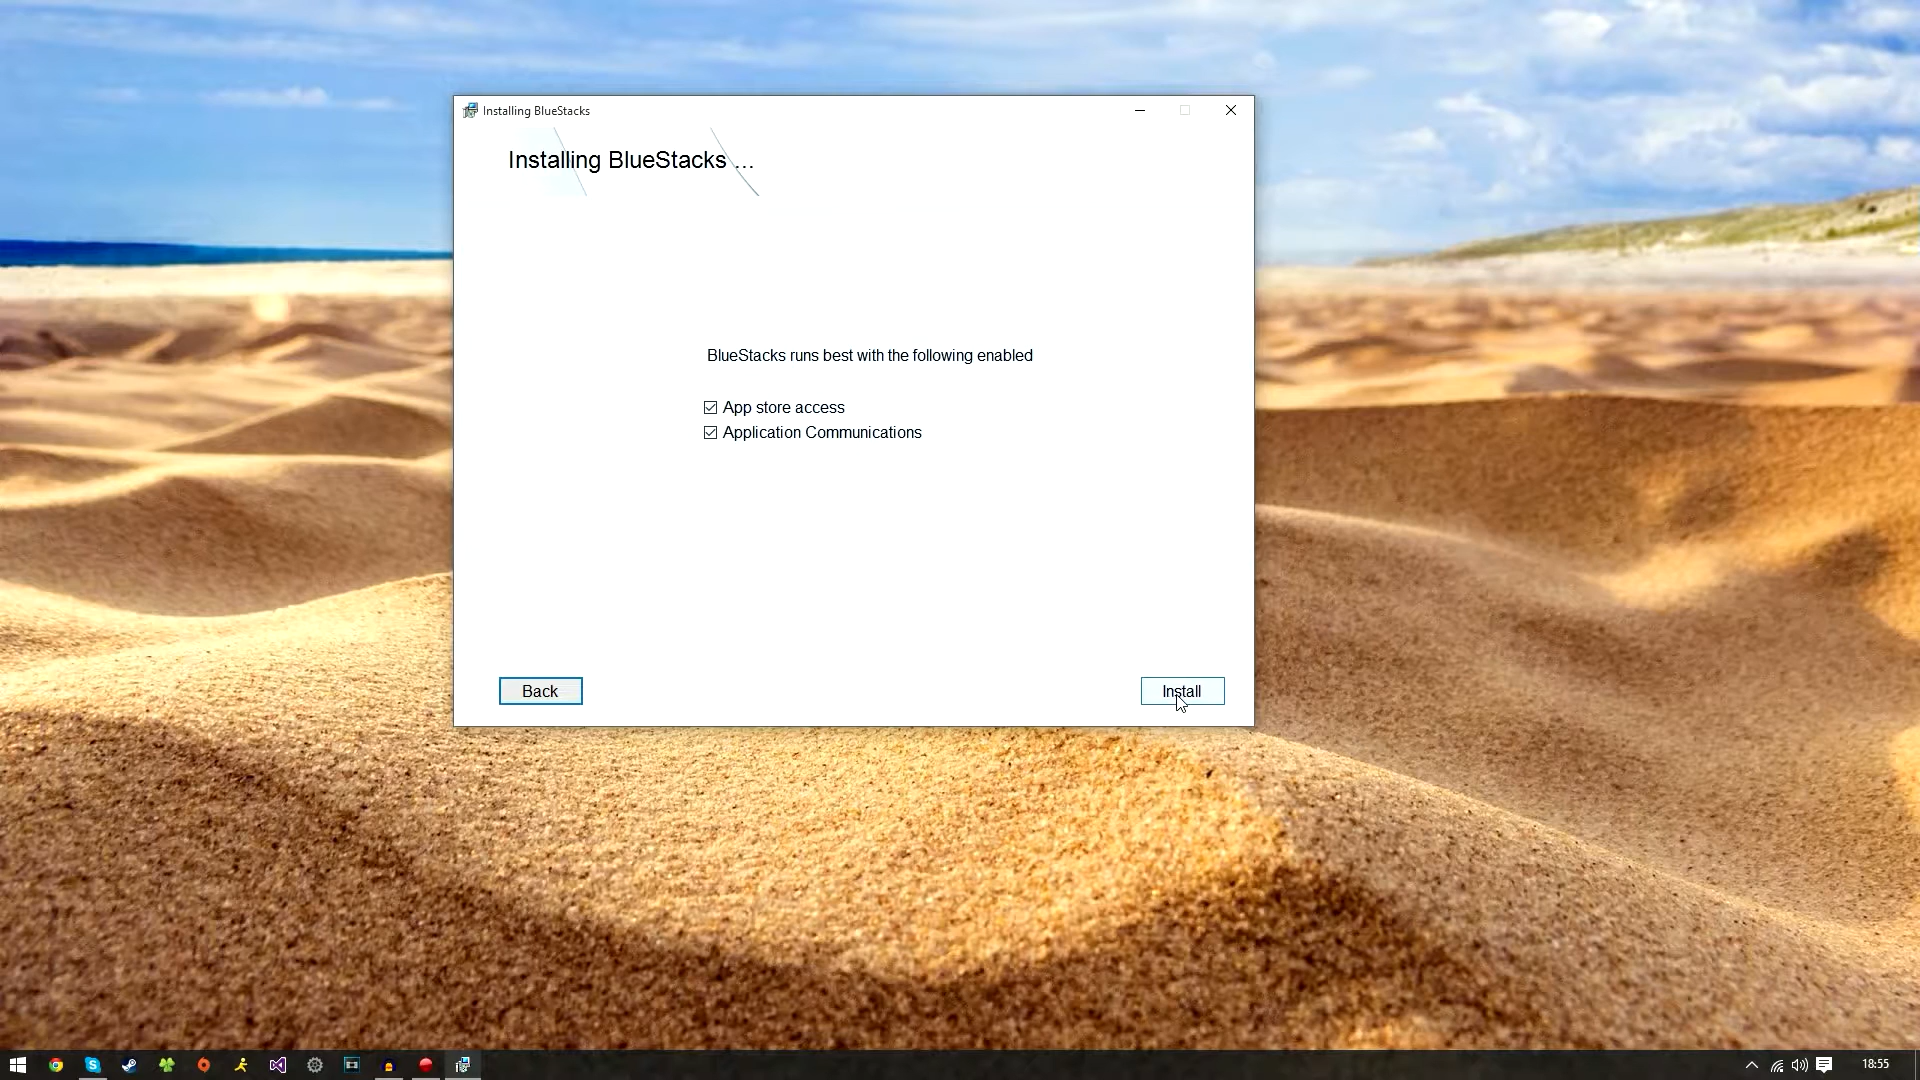 Installing BlueStacks
Installing BlueStacks ...
BlueStacks runs best with the following enabled
App store access
Application Communications
Back
Install
18:55